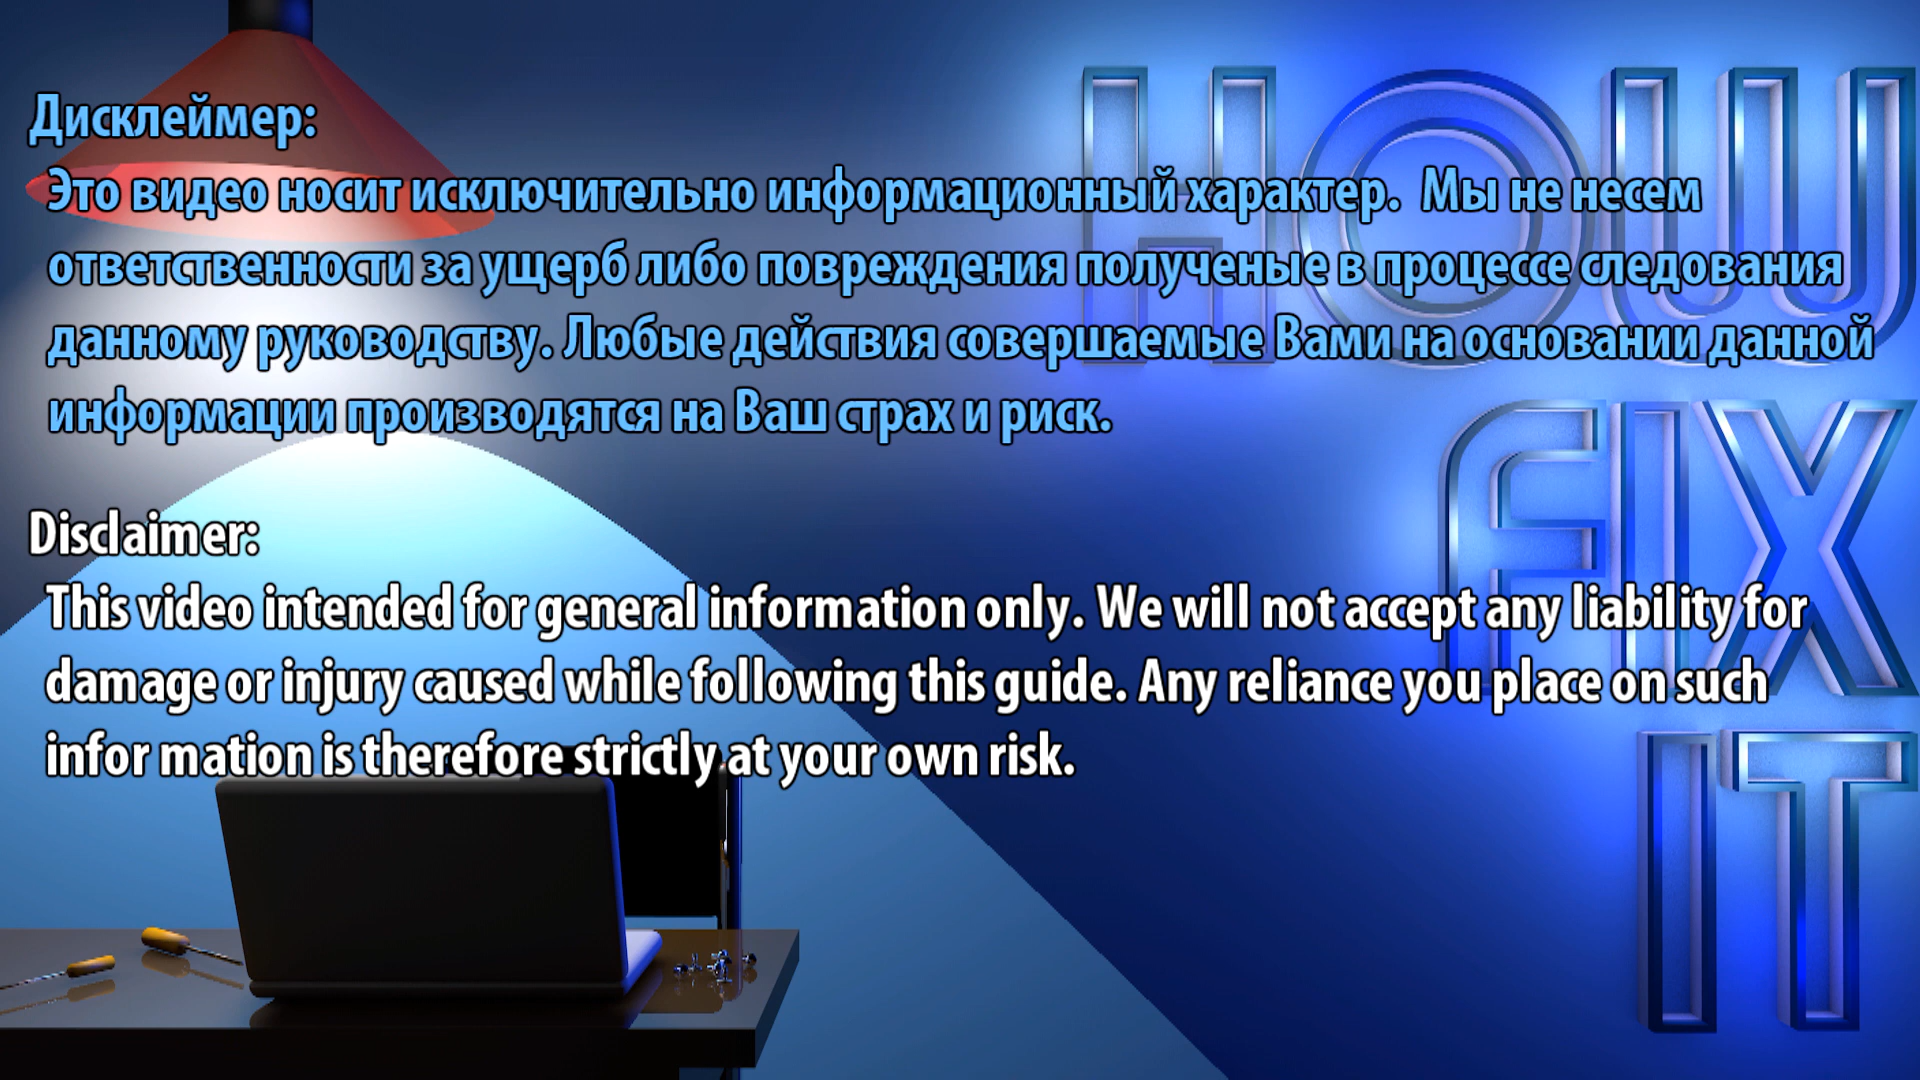 Дисклеймер:
Это видео носит исключительно информационный характер. Мы не несем
ответственности за ущерб либо повреждения полученые в процессе следования
данному руководству. Любые действия совершаемые Вами на основании данной
информации производятся на Ваш страх и риск.
Disclaimer:
This video intended for general information only. We will not accept any liability for
damage or injury caused while following this guide. Any reliance you place on such
infor mation is therefore strictly at your own risk.
HOW
FIX
IT